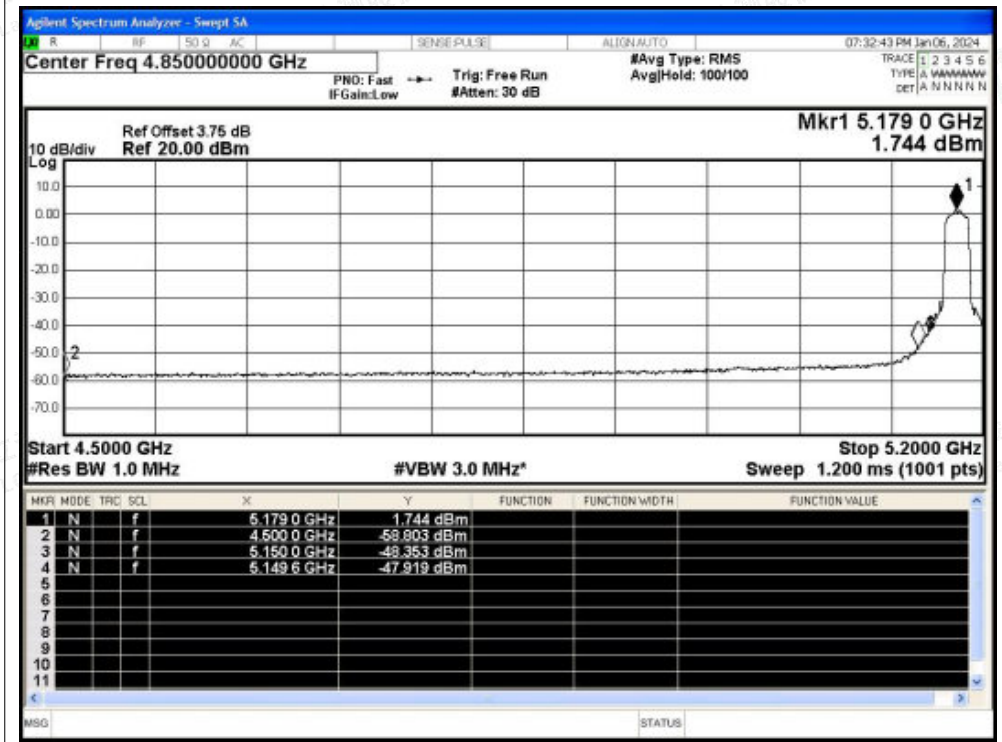 Agilent Spectrum Analyzer - Swept SA
R RF 50 Ω AC SENSE:PULSE ALIGN AUTO 07:32:43 PM Jan 06, 2024
Center Freq 4.850000000 GHz
PNO: Fast
IFGain:Low
Trig: Free Run
#Atten: 30 dB
#Avg Type: RMS
Avg|Hold: 100/100
TRACE 1 2 3 4 5 6
TYPE A WWWWW
DET A N N N N N
Mkr1 5.179 0 GHz
1.744 dBm
Ref Offset 3.75 dB
10 dB/div Ref 20.00 dBm
Log
10.0
0.00
-10.0
-20.0
-30.0
-40.0
-50.0
-60.0
-70.0
1
2
Start 4.5000 GHz Stop 5.2000 GHz
#Res BW 1.0 MHz #VBW 3.0 MHz* Sweep 1.200 ms (1001 pts)
MKR MODE TRC SCL X Y FUNCTION FUNCTION WIDTH FUNCTION VALUE
1 N f 5.179 0 GHz 1.744 dBm
2 N f 4.500 0 GHz -58.803 dBm
3 N f 5.150 0 GHz -48.353 dBm
4 N f 5.149 6 GHz -47.919 dBm
5
6
7
8
9
10
11
MSG STATUS